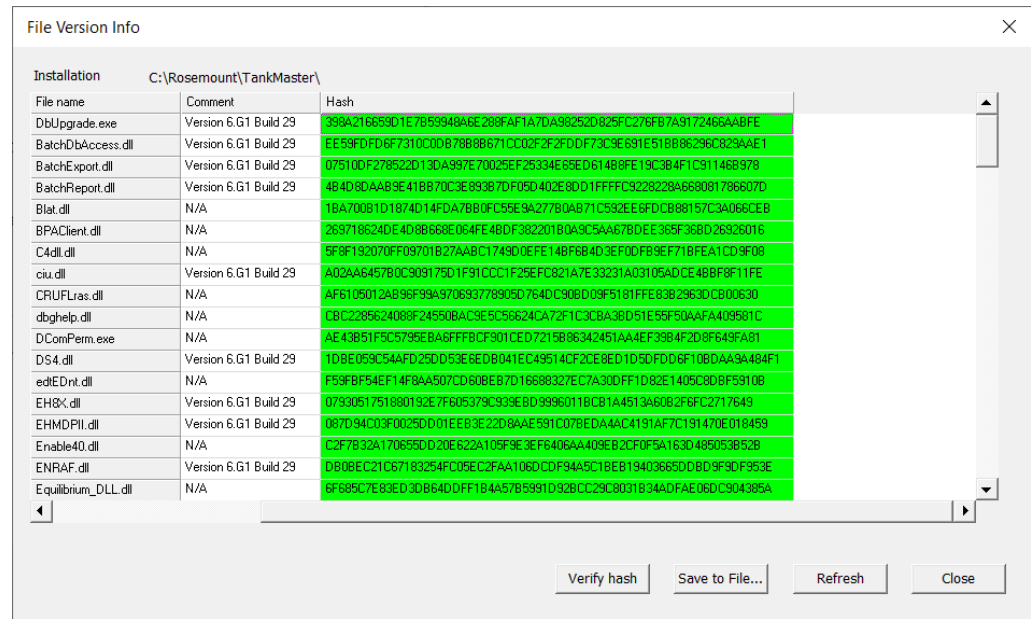 File Version Info
Installation C:\Rosemount\TankMaster\
File name Comment Hash
DbUpgrade.exe Version 6.G1 Build 29 398A216659D1E7B59948A6E288FAF1A7DA98252D825FC276FB7A9172466AABFE
BatchDbAccess.dll Version 6.G1 Build 29 EE59FDFD6F7310C0DB78B8B671CC02F2F2FDDF73C9E691E51BB86296C829AAE1
BatchExport.dll Version 6.G1 Build 29 07510DF278522D13DA997E70025EF25334E65ED614B8FE19C3B4F1C91146B978
BatchReport.dll Version 6.G1 Build 29 4B4D8DAAB9E41BB70C3E893B7DF05D402E8DD1FFFFC9228228A668081786607D
Blat.dll N/A 1BA700B1D1874D14FDA7BB0FC55E9A277B0AB71C592EE6FDCB88157C3A066CEB
BPAClient.dll N/A 269718624DE4D8B668E064FE4BDF382201B0A9C5AA67BDEE365F36BD26926016
C4dll.dll N/A 5F8F192070FF09701B27AABC1749D0EFE14BF6B4D3EF0DFB9EF71BFEA1CD9F08
ciu.dll Version 6.G1 Build 29 A02AA6457B0C909175D1F91CCC1F25EFC821A7E33231A03105ADCE4BBF8F11FE
CRUFLras.dll N/A AF6105012AB96F99A970693778905D764DC90BD09F5181FFE83B2963DCB00630
dbghelp.dll N/A CBC2285624088F24550BAC9E5C56624CA72F1C3CBA3BD51E55F50AAFA409581C
DComPerm.exe N/A AE43B51F5C5795EBA6FFFBCF901CED7215B86342451AA4EF39B4F2D8F649FA81
DS4.dll Version 6.G1 Build 29 1DBE059C54AFD25DD53E6EDB041EC49514CF2CE8ED1D5DFDD6F10BDAA9A484F1
edtEDnt.dll N/A F59FBF54EF14F8AA507CD60BEB7D16688327EC7A30DFF1D82E1405C8DBF5910B
EH8X.dll Version 6.G1 Build 29 0793051751880192E7F605379C939EBD9996011BCB1A4513A60B2F6FC2717649
EHMDPII.dll Version 6.G1 Build 29 087D94C03F0025DD01EEB3E22D8AAE591C07BEDA4AC4191AF7C191470E018459
Enable40.dll N/A C2F7B32A170655DD20E622A105F9E3EF6406AA409EB2CF0F5A163D485053B52B
ENRAF.dll Version 6.G1 Build 29 DB0BEC21C67183254FC05EC2FAA106DCDF94A5C1BEB19403665DDBD9F9DF953E
Equilibrium_DLL.dll N/A 6F685C7E83ED3DB64DDFF1B4A57B5991D92BCC29C8031B34ADFAE06DC904385A
Verify hash Save to File... Refresh Close